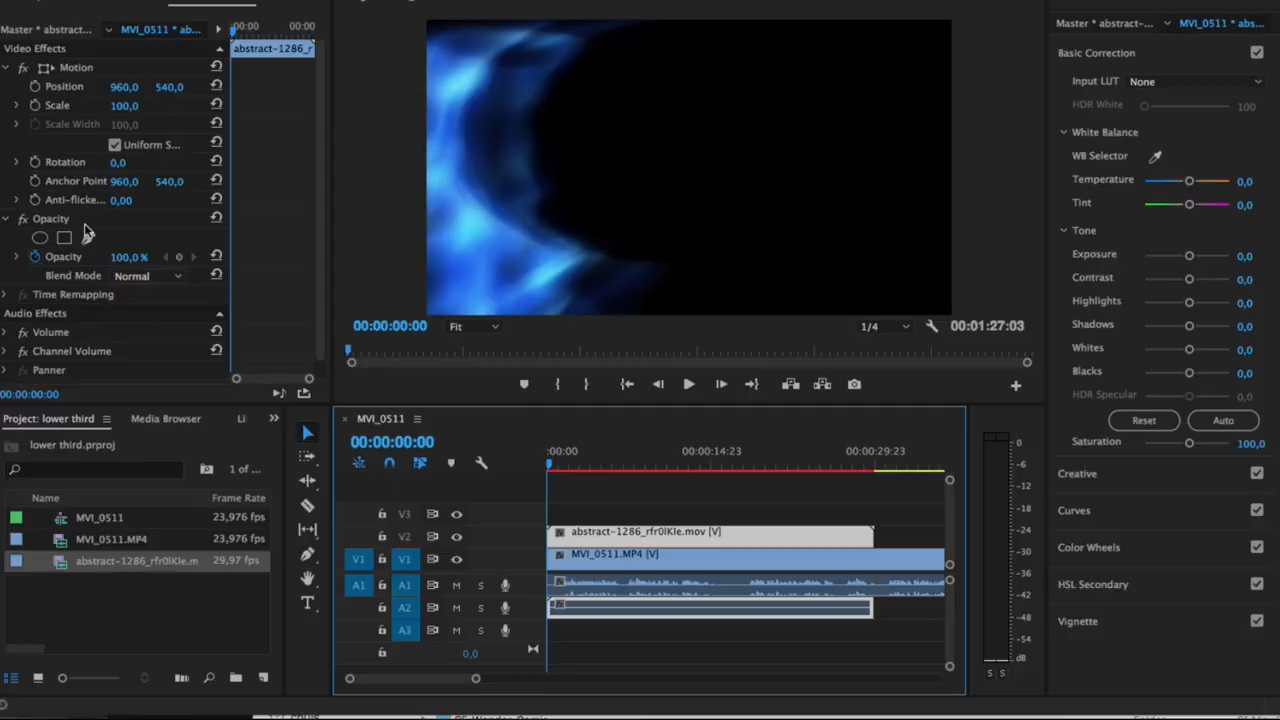 Master * abstract...
MVI_0511 * ab...
:00:00
00:00
Video Effects
abstract-1286_r
fx Motion
Position 960,0 540,0
Scale 100,0
Scale Width 100,0
Uniform S...
Rotation 0,0
Anchor Point 960,0 540,0
Anti-flicke... 0,00
fx Opacity
Opacity 100,0 %
Blend Mode Normal
fx Time Remapping
Audio Effects
fx Volume
fx Channel Volume
Panner
00:00:00:00
00:00:00:00
Fit
1/4
00:01:27:03
Master * abstract-...
MVI_0511 * abs...
Basic Correction
Input LUT None
HDR White 100
White Balance
WB Selector
Temperature 0,0
Tint 0,0
Tone
Exposure 0,0
Contrast 0,0
Highlights 0,0
Shadows 0,0
Whites 0,0
Blacks 0,0
HDR Specular 0,0
Reset
Auto
Saturation 100,0
Creative
Curves
Color Wheels
HSL Secondary
Vignette
Project: lower third
Media Browser
Li
lower third.prproj
1 of ...
Name
Frame Rate
MVI_0511 23,976 fps
MVI_0511.MP4 23,976 fps
abstract-1286_rfr0lKIe.m 29,97 fps
MVI_0511
00:00:00:00
:00:00
00:00:14:23
00:00:29:23
V3
V2
abstract-1286_rfr0lKIe.mov [V]
V1 V1
MVI_0511.MP4 [V]
A1 A1 M S
A2 M S
A3 M S
0,0
0
-6
-12
-18
-24
-30
-36
-42
-48
-54
dB
S S